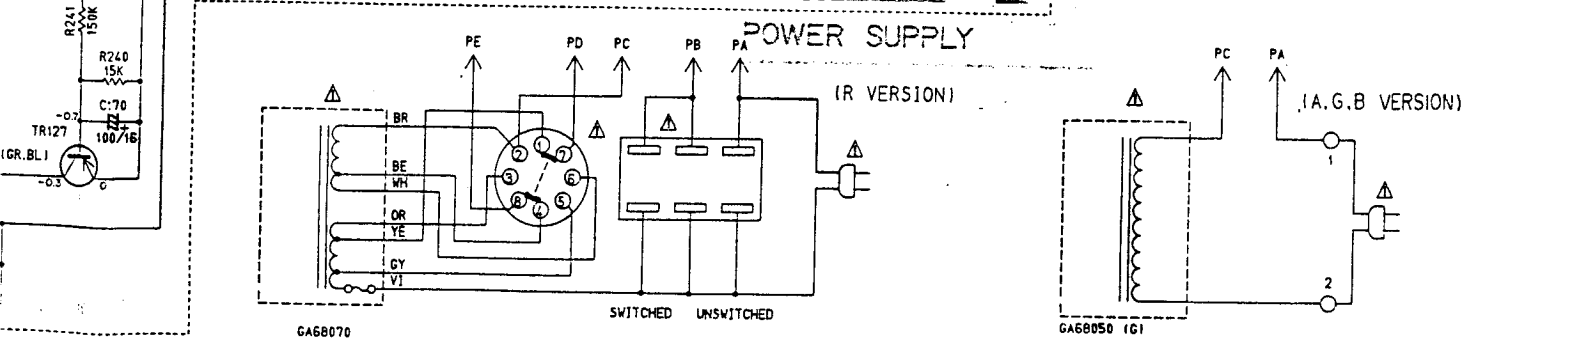 R241
150K
R240
15K
C:70
-0.7
100/16
TR127
(GR.BL)
-0.3
0
POWER SUPPLY
PE
PD
PC
PB
PA
(R VERSION)
BR
BE
WH
OR
YE
GY
VI
1
2
7
3
6
8
5
4
SWITCHED
UNSWITCHED
GA68070
PC
PA
(A.G.B VERSION)
1
2
GA68050 (G)